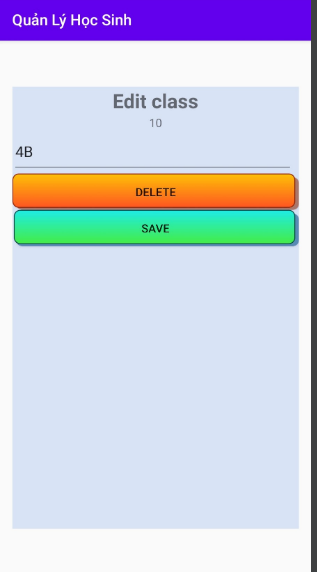 Quản Lý Học Sinh
Edit class
10
4B
DELETE
SAVE